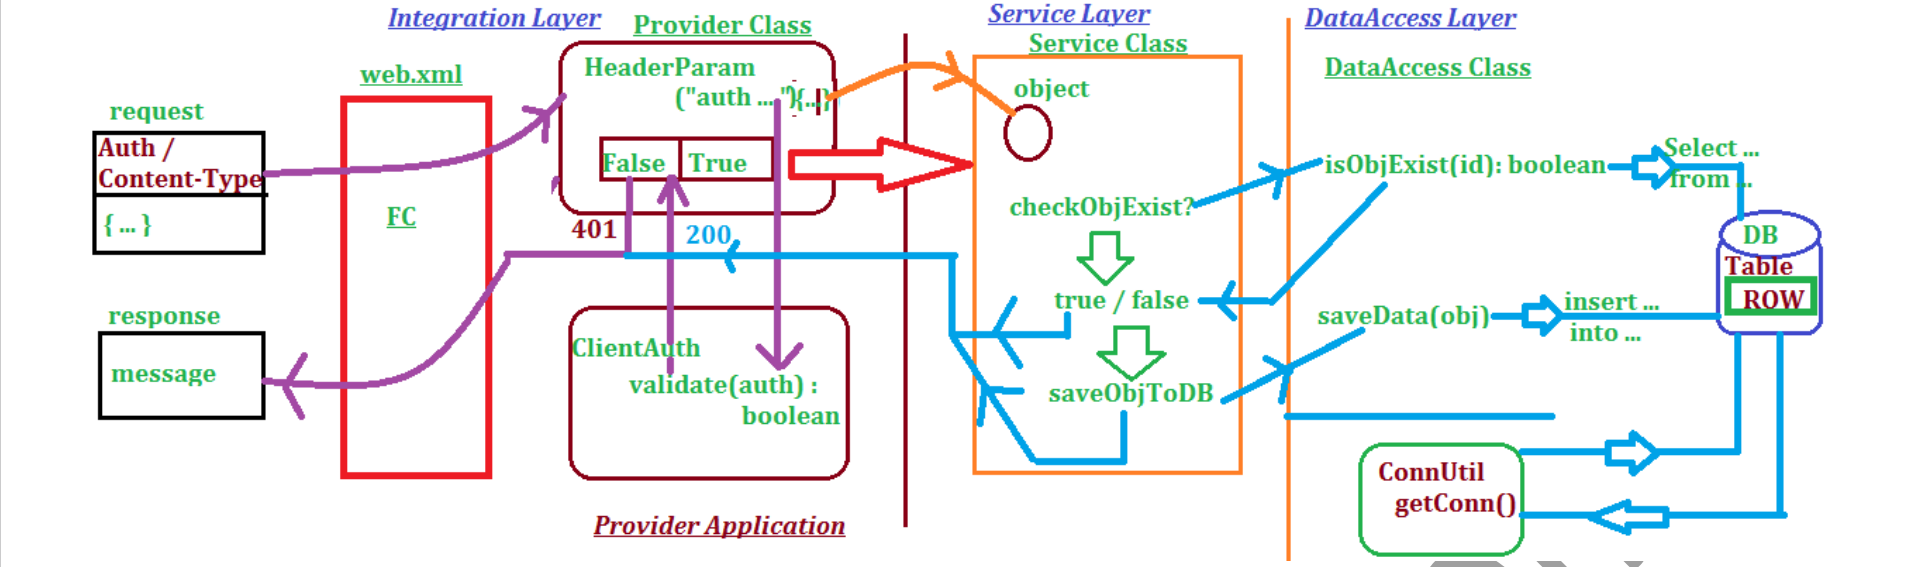 Integration Layer
Provider Class
Service Layer
Service Class
DataAccess Layer
DataAccess Class
web.xml
request
Auth /
Content-Type
{ ... }
FC
HeaderParam
("auth ... "){...}
False
True
401
200
response
message
ClientAuth
validate(auth) :
boolean
Provider Application
object
checkObjExist?
true / false
saveObjToDB
isObjExist(id): boolean
Select ...
from ...
saveData(obj)
insert ...
into ...
DB
Table
ROW
ConnUtil
getConn()